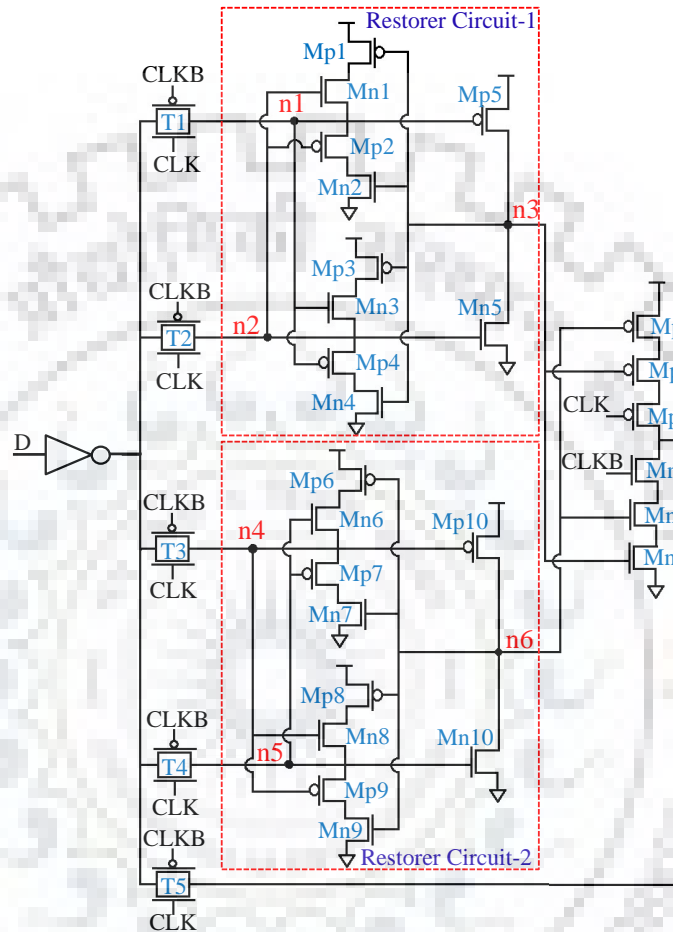 Restorer Circuit-1
Mp1
CLKB
Mn1
Mp5
n1
T1
CLK
Mp2
Mn2
n3
Mp3
CLKB
Mn3
Mn5
n2
T2
Mp4
CLK
Mn4
CLK
D
CLKB
Mp6
CLKB
Mn6
Mp10
n4
T3
Mp7
CLK
Mn7
n6
Mp8
CLKB
Mn8
Mn10
n5
T4
Mp9
CLK
Mn9
CLKB
Restorer Circuit-2
T5
CLK